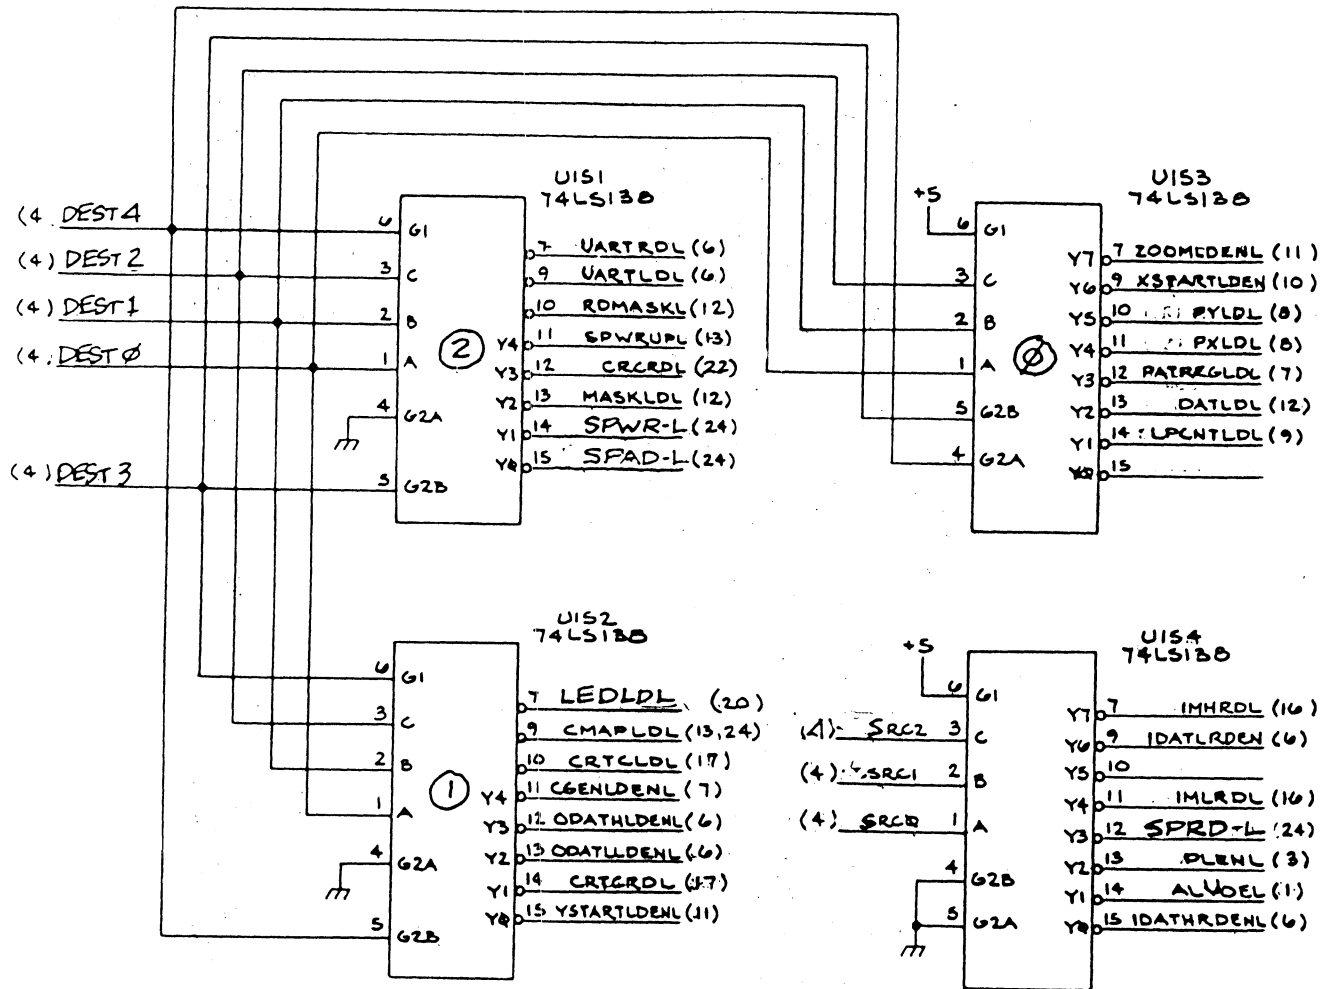 U151
74LS138
(4. DEST4
(4) DEST2
(4) DEST1
(4. DESTØ
(4) DEST3
6 G1
3 C
2 B
1 A
4 G2A
5 G2B
2
7 UARTRDL (6)
9 UARTLDL (6)
10 RDMASKL (12)
Y4 11 SPWRUPL (13)
Y3 12 CRCRDL (22)
Y2 13 MASKLDL (12)
Y1 14 SPWR-L (24)
YØ 15 SPAD-L (24)
U153
74LS138
+5
6 G1
3 C
2 B
1 A
5 G2B
4 G2A
Ø
Y7 7 ZOOMCDENL (11)
Y6 9 XSTARTLDEN (10)
Y5 10 PYLDL (8)
Y4 11 PXLDL (8)
Y3 12 PATRRGLDL (7)
Y2 13 DATLDL (12)
Y1 14 LPCNTLDL (9)
YØ 15
U152
74LS138
6 G1
3 C
2 B
1 A
4 G2A
5 G2B
1
7 LEDLDL (20)
9 CMAPLDL (13,24)
10 CRTCLDL (17)
Y4 11 CGENLDENL (7)
Y3 12 ODATHLDENL (6)
Y2 13 ODATLLDENL (6)
Y1 14 CRTCRDL (17)
YØ 15 YSTARTLDENL (11)
U154
74LS138
+5
6 G1
(4) SRC2 3 C
(4) SRC1 2 B
(4) SRCØ 1 A
4 G2B
5 G2A
Y7 7 IMHRDL (16)
Y6 9 IDATLRDEN (6)
Y5 10
Y4 11 IMLRDL (16)
Y3 12 SPRD-L (24)
Y2 13 PLENL (3)
Y1 14 ALUOEL (1)
YØ 15 IDATHRDENL (6)